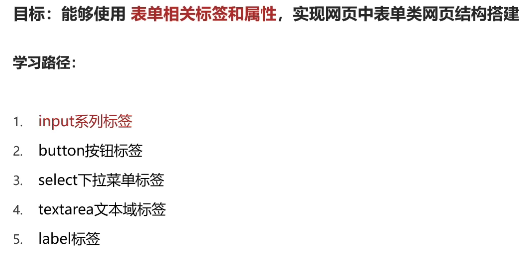 目标：能够使用 表单相关标签和属性，实现网页中表单类网页结构搭建
学习路径：
1. input系列标签
2. button按钮标签
3. select下拉菜单标签
4. textarea文本域标签
5. label标签